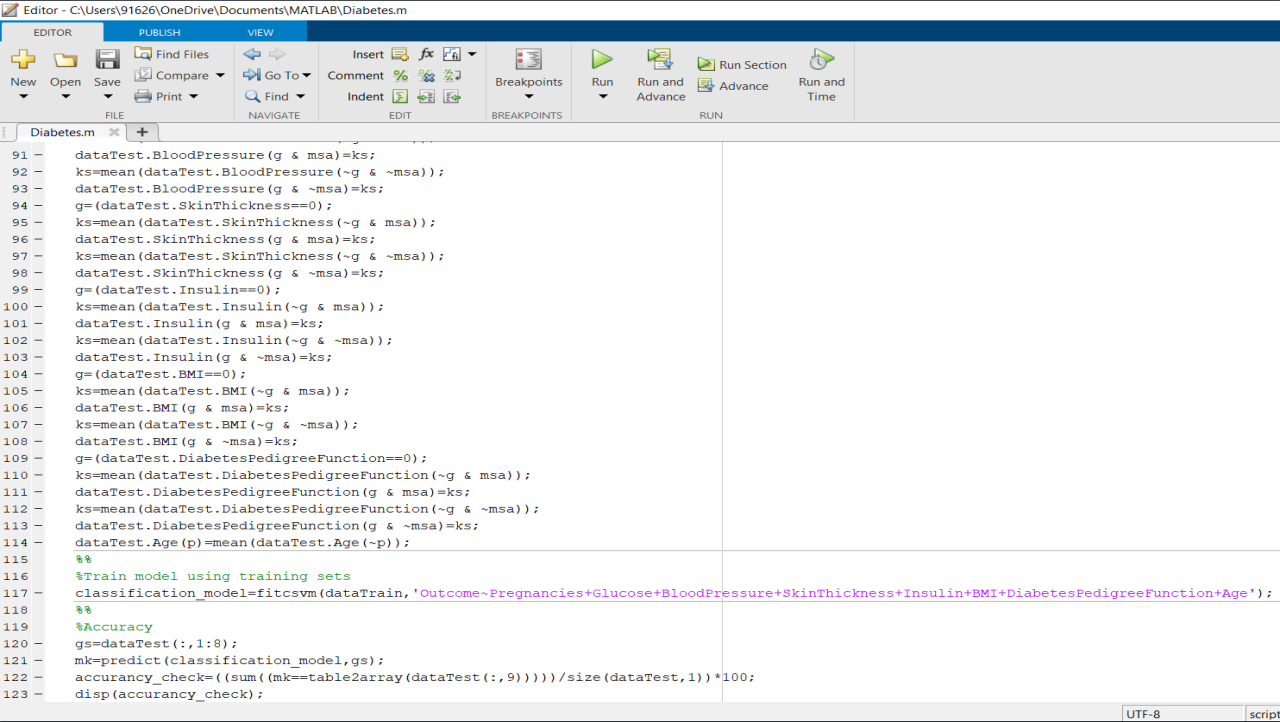 Editor - C:\Users\91626\OneDrive\Documents\MATLAB\Diabetes.m
EDITOR PUBLISH VIEW
New Open Save Find Files Compare Print
FILE
Go To Find
NAVIGATE
Insert fx
Comment %
Indent
EDIT
Breakpoints
BREAKPOINTS
Run Run and Advance Run Section Advance Run and Time
RUN
Diabetes.m
91 dataTest.BloodPressure(g & msa)=ks;
92 ks=mean(dataTest.BloodPressure(~g & ~msa));
93 dataTest.BloodPressure(g & ~msa)=ks;
94 g=(dataTest.SkinThickness==0);
95 ks=mean(dataTest.SkinThickness(~g & msa));
96 dataTest.SkinThickness(g & msa)=ks;
97 ks=mean(dataTest.SkinThickness(~g & ~msa));
98 dataTest.SkinThickness(g & ~msa)=ks;
99 g=(dataTest.Insulin==0);
100 ks=mean(dataTest.Insulin(~g & msa));
101 dataTest.Insulin(g & msa)=ks;
102 ks=mean(dataTest.Insulin(~g & ~msa));
103 dataTest.Insulin(g & ~msa)=ks;
104 g=(dataTest.BMI==0);
105 ks=mean(dataTest.BMI(~g & msa));
106 dataTest.BMI(g & msa)=ks;
107 ks=mean(dataTest.BMI(~g & ~msa));
108 dataTest.BMI(g & ~msa)=ks;
109 g=(dataTest.DiabetesPedigreeFunction==0);
110 ks=mean(dataTest.DiabetesPedigreeFunction(~g & msa));
111 dataTest.DiabetesPedigreeFunction(g & msa)=ks;
112 ks=mean(dataTest.DiabetesPedigreeFunction(~g & ~msa));
113 dataTest.DiabetesPedigreeFunction(g & ~msa)=ks;
114 dataTest.Age(p)=mean(dataTest.Age(~p));
115 %%
116 %Train model using training sets
117 classification_model=fitcsvm(dataTrain,'Outcome~Pregnancies+Glucose+BloodPressure+SkinThickness+Insulin+BMI+DiabetesPedigreeFunction+Age');
118 %%
119 %Accuracy
120 gs=dataTest(:,1:8);
121 mk=predict(classification_model,gs);
122 accurancy_check=((sum((mk==table2array(dataTest(:,9)))))/size(dataTest,1))*100;
123 disp(accurancy_check);
UTF-8 script